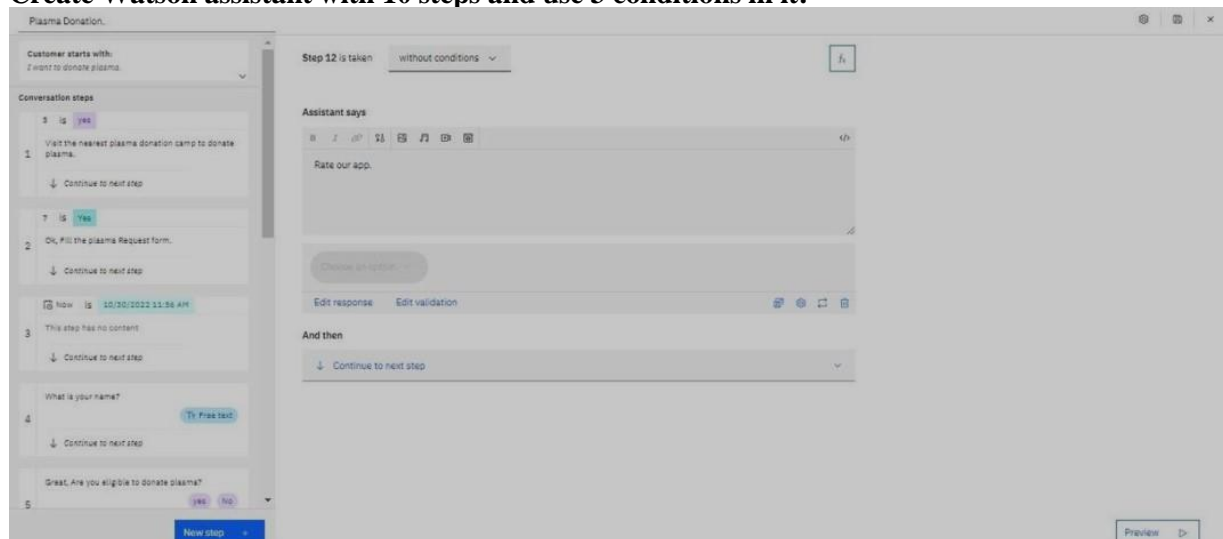 Create Watson assistant with 10 steps and use 3 conditions in it.
Plasma Donation.
Customer starts with:
I want to donate plasma.
Conversation steps
3 is yes
1 Visit the nearest plasma donation camp to donate
plasma.
Continue to next step
7 is Yes
2 Ok, Fill the plasma Request form.
Continue to next step
Now is 10/30/2022 11:56 AM
3 This step has no content
Continue to next step
4 What is your name?
Free text
Continue to next step
5 Great, Are you eligible to donate plasma?
yes No
New step +
Step 12 is taken without conditions
fx
Assistant says
B I
</>
Rate our app.
Choose an option
Edit response Edit validation
And then
Continue to next step
Preview